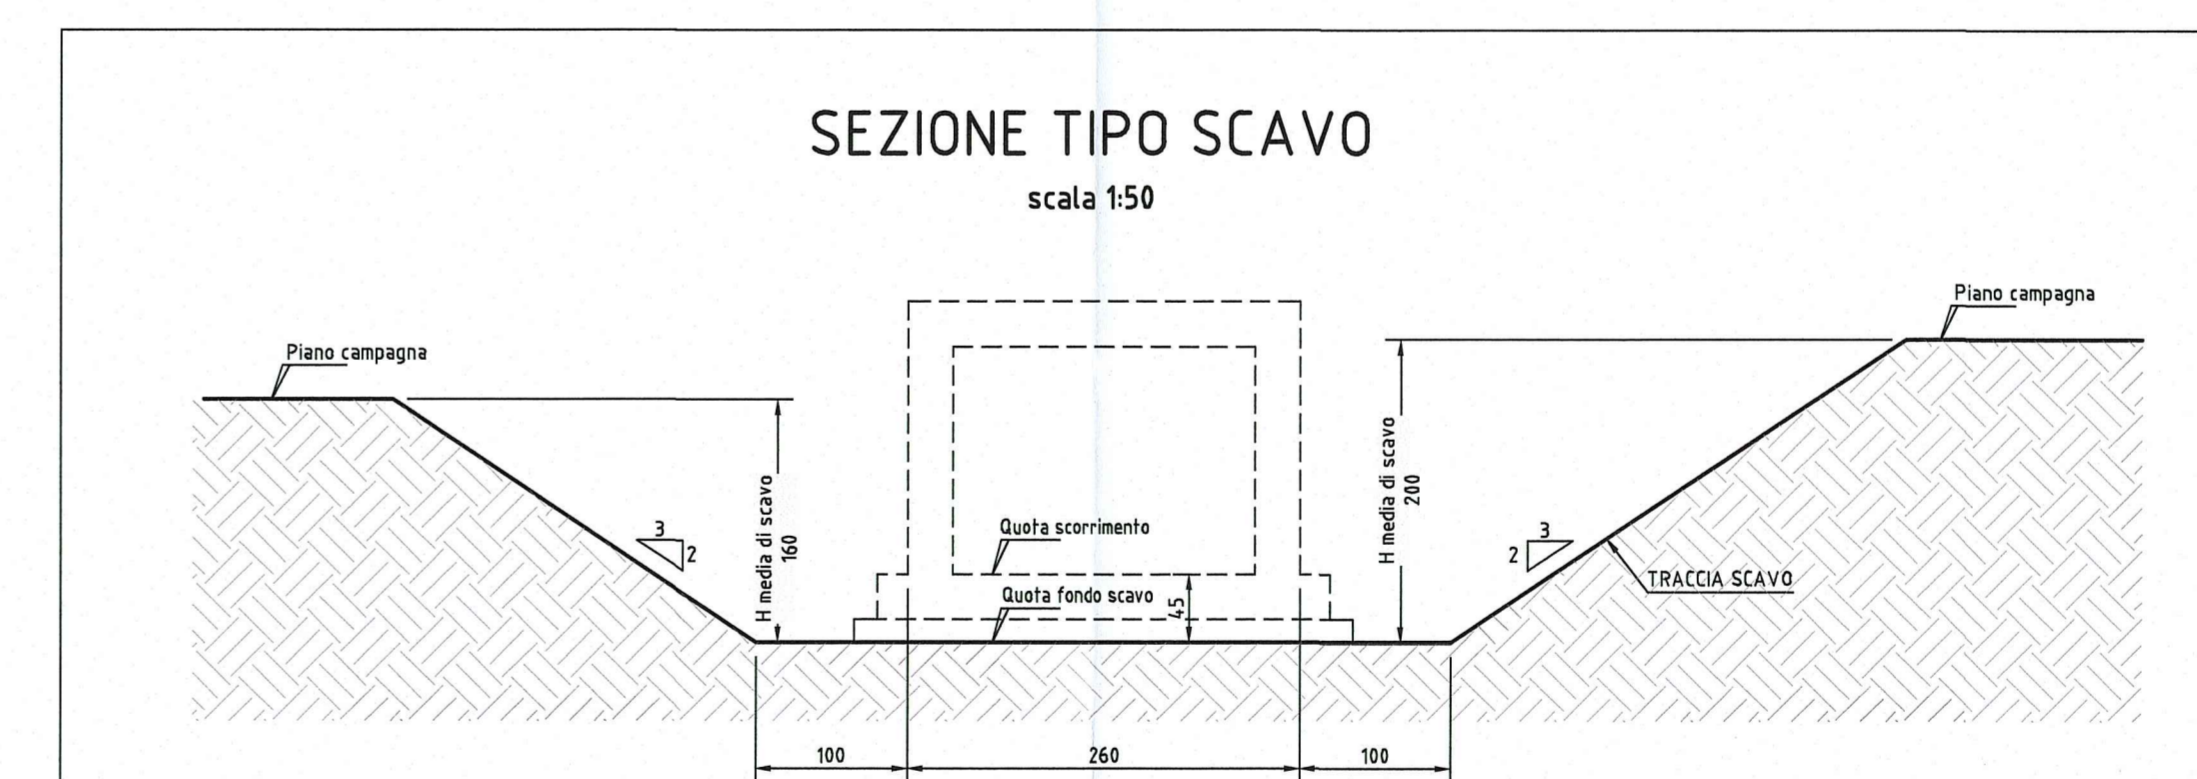 SEZIONE TIPO SCAVO
scala 1:50
Piano campagna
Piano campagna
H media di scavo
160
H media di scavo
200
3
2
3
2
Quota scorrimento
Quota fondo scavo
45
TRACCIA SCAVO
100
260
100